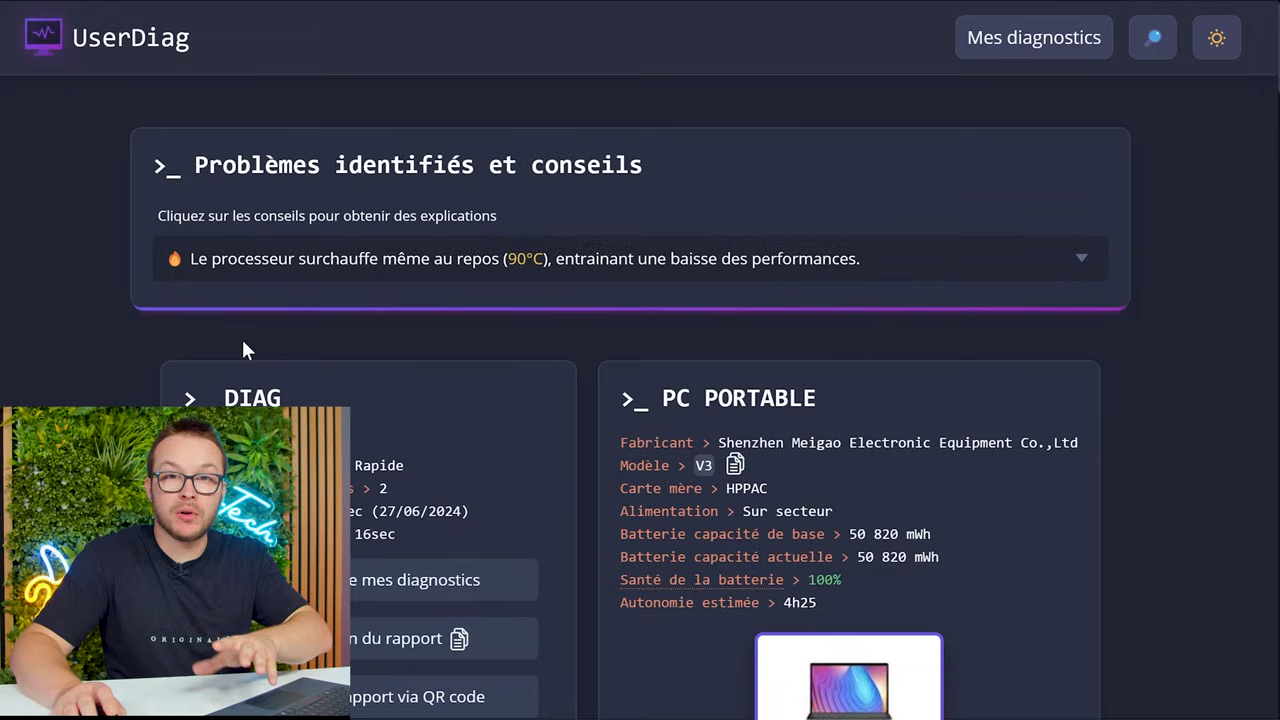 UserDiag
Mes diagnostics
>_ Problèmes identifiés et conseils
Cliquez sur les conseils pour obtenir des explications
Le processeur surchauffe même au repos (90°C), entrainant une baisse des performances.
> DIAG
Rapide
> 2
(27/06/2024)
16sec
mes diagnostics
du rapport
via QR code
>_ PC PORTABLE
Fabricant > Shenzhen Meigao Electronic Equipment Co.,Ltd
Modèle > V3
Carte mère > HPPAC
Alimentation > Sur secteur
Batterie capacité de base > 50 820 mWh
Batterie capacité actuelle > 50 820 mWh
Santé de la batterie > 100%
Autonomie estimée > 4h25
Tech